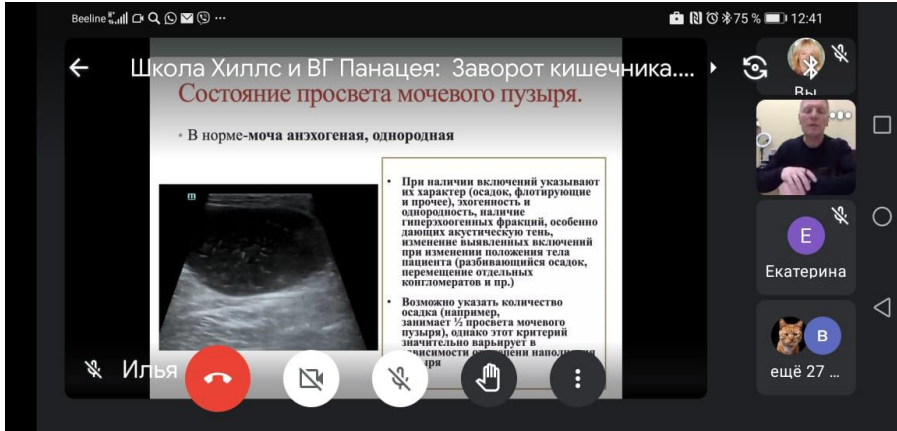 Beeline
75 % 12:41
Школа Хиллс и ВГ Панацея: Заворот кишечника....
Вы
Состояние просвета мочевого пузыря.
• В норме-моча анэхогеная, однородная
• При наличии включений указывают
их характер (осадок, флотирующие
и прочее), эхогенность и
однородность, наличие
гиперэхоогенных фракций, особенно
дающих акустическую тень,
изменение выявленных включений
при изменении положения тела
пациента (разбивающийся осадок,
перемещение отдельных
конгломератов и пр.)
• Возможно указать количество
осадка (например,
занимает ½ просвета мочевого
пузыря), однако этот критерий
значительно варьирует в
Илья
E
Екатерина
В
ещё 27 ...